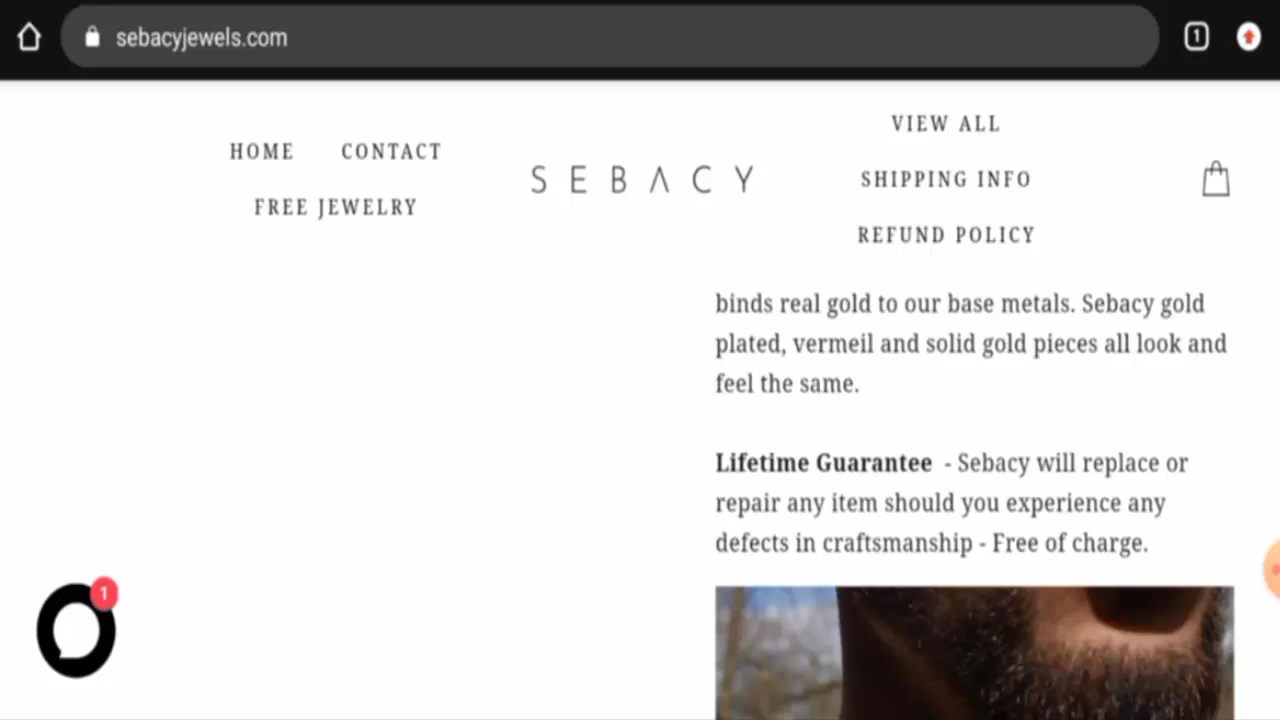 1
sebacyjewels.com
HOME CONTACT
FREE JEWELRY
SEBACY
VIEW ALL
SHIPPING INFO
REFUND POLICY
binds real gold to our base metals. Sebacy gold
plated, vermeil and solid gold pieces all look and
feel the same.
Lifetime Guarantee - Sebacy will replace or
repair any item should you experience any
defects in craftsmanship - Free of charge.
1